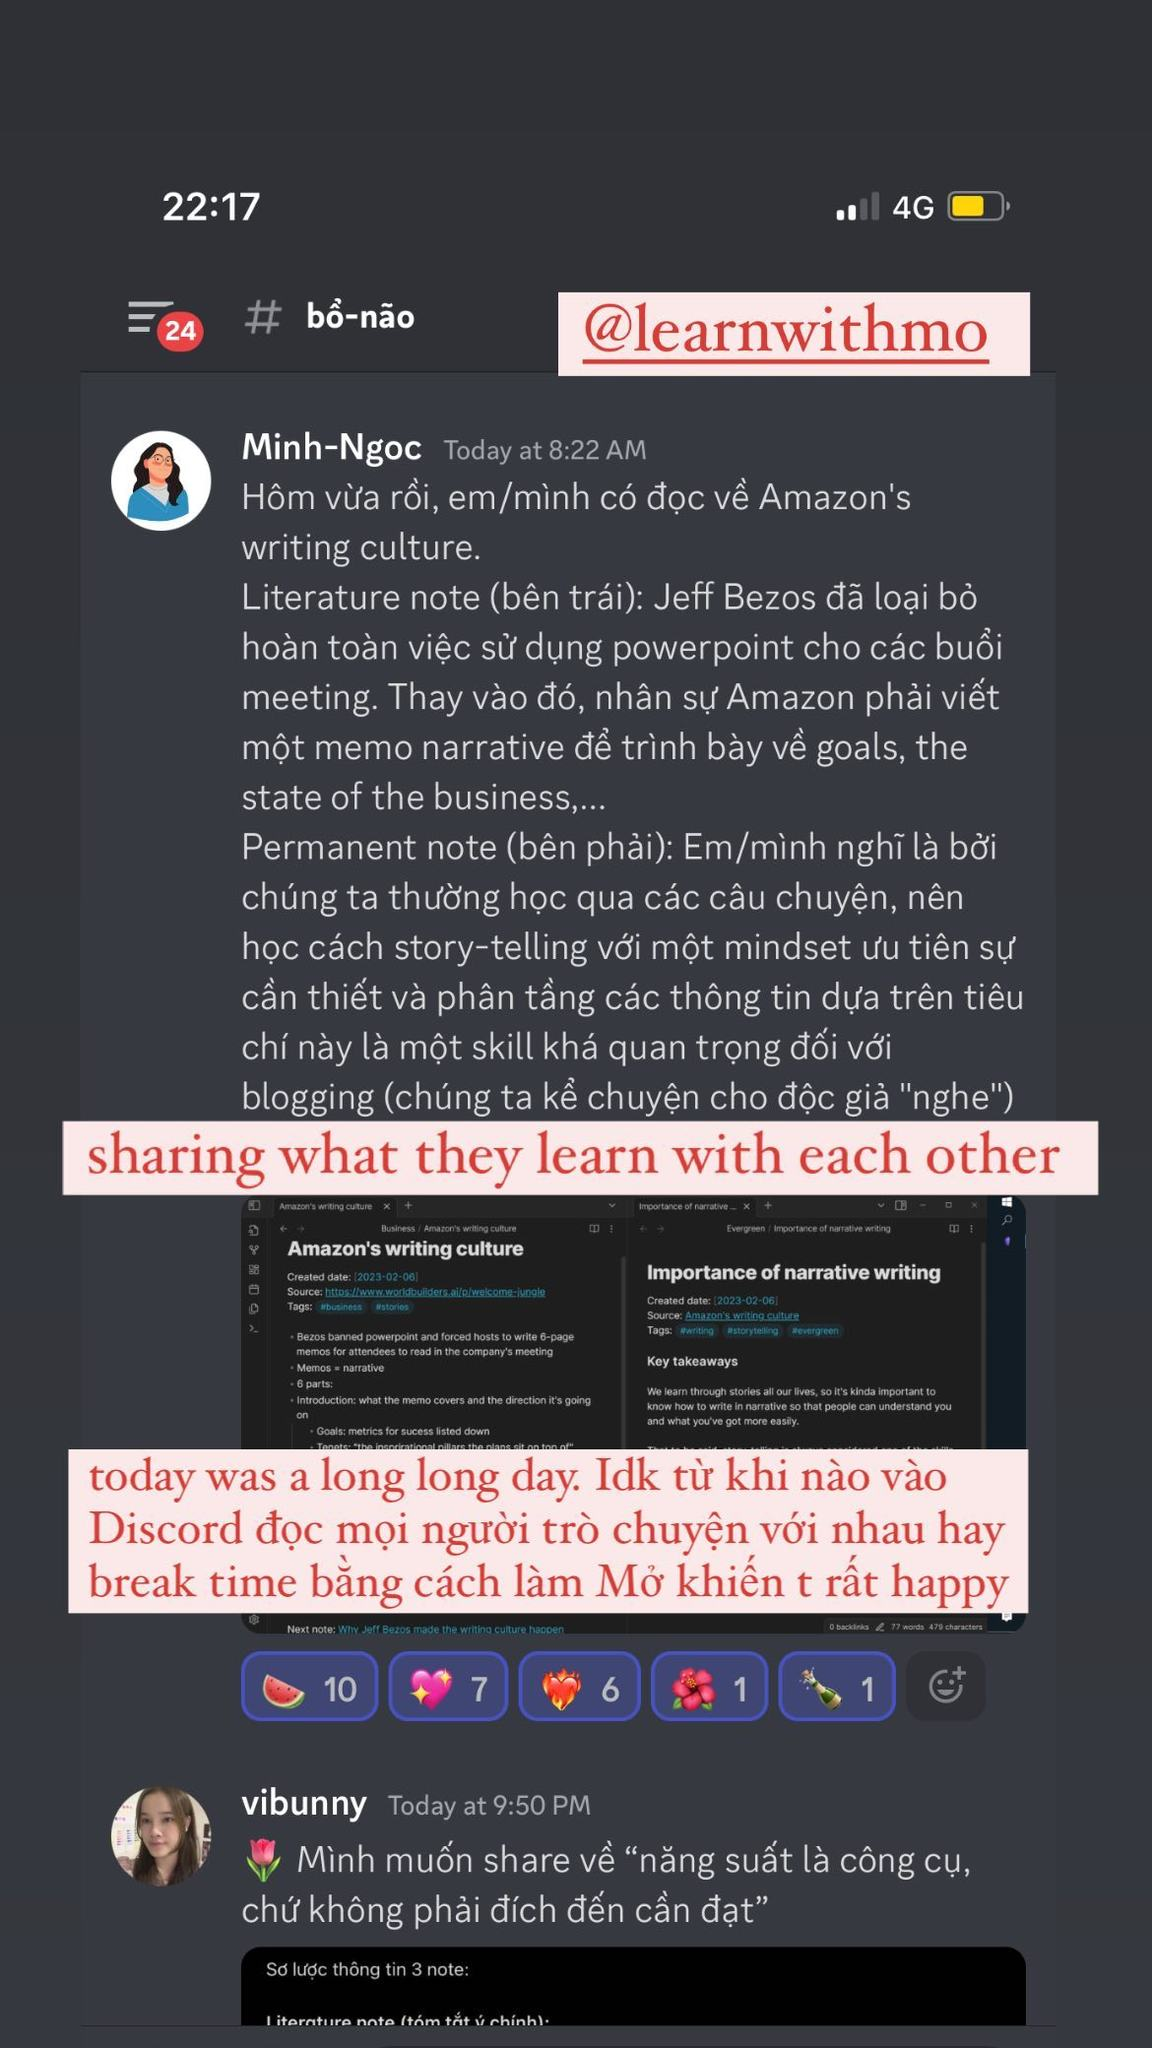 22:17
4G
24
# bổ-não
@learnwithmo
Minh-Ngoc Today at 8:22 AM
Hôm vừa rồi, em/mình có đọc về Amazon's
writing culture.
Literature note (bên trái): Jeff Bezos đã loại bỏ
hoàn toàn việc sử dụng powerpoint cho các buổi
meeting. Thay vào đó, nhân sự Amazon phải viết
một memo narrative để trình bày về goals, the
state of the business,...
Permanent note (bên phải): Em/mình nghĩ là bởi
chúng ta thường học qua các câu chuyện, nên
học cách story-telling với một mindset ưu tiên sự
cần thiết và phân tầng các thông tin dựa trên tiêu
chí này là một skill khá quan trọng đối với
blogging (chúng ta kể chuyện cho độc giả "nghe")
sharing what they learn with each other
Amazon's writing culture
Business / Amazon's writing culture
Amazon's writing culture
Created date: [2023-02-06]
Source: https://www.worldbuilders.ai/p/welcome-jungle
Tags: #business #stories
• Bezos banned powerpoint and forced hosts to write 6-page
memos for attendees to read in the company's meeting
• Memos = narrative
• 6 parts:
• Introduction: what the memo covers and the direction it's going
on
• Goals: metrics for sucess listed down
• Tenets: "the insprirational pillars the plans sit on top of"
Importance of narrative ...
Evergreen / Importance of narrative writing
Importance of narrative writing
Created date: [2023-02-06]
Source: Amazon's writing culture
Tags: #writing #storytelling #evergreen
Key takeaways
We learn through stories all our lives, so it's kinda important to
know how to write in narrative so that people can understand you
and what you've got more easily.
today was a long long day. Idk từ khi nào vào
Discord đọc mọi người trò chuyện với nhau hay
break time bằng cách làm Mở khiến t rất happy
Next note: Why Jeff Bezos made the writing culture happen
0 backlinks 77 words 479 characters
10 7 6 1 1
vibunny Today at 9:50 PM
Mình muốn share về “năng suất là công cụ,
chứ không phải đích đến cần đạt”
Sơ lược thông tin 3 note:
Literature note (tóm tắt ý chính):